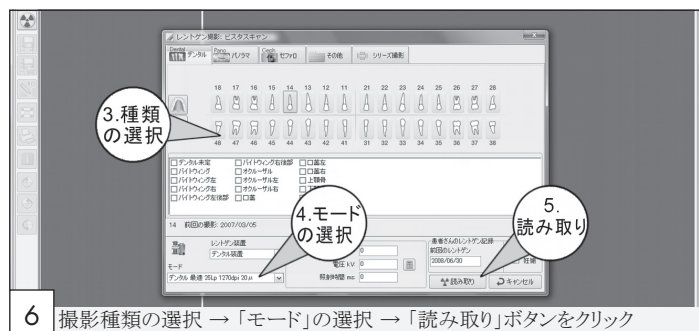 レントゲン撮影: ビスタスキャン
Dental デンタル Pano パノラマ Ceph セファロ その他 シリーズ撮影
18 17 16 15 14 13 12 11 21 22 23 24 25 26 27 28
3.種類
の選択
48 47 46 45 44 43 42 41 31 32 33 34 35 36 37 38
デンタル未定 バイトウィング右後部 口蓋左
バイトウィング オクルーザル 口蓋右
バイトウィング左 オクルーザル左 上顎骨
バイトウィング右 オクルーザル右
バイトウィング左後部 口蓋
14 前回の撮影: 2007/03/05
4.モード
の選択
5.
読み取り
レントゲン装置
デンタル装置
モード
デンタル 最適 25Lp 1270dpi 20μ
0
電圧 kV 0
照射時間 ms 0
患者さんのレントゲン記録
前回のレントゲン
2008/06/30 妊娠
読み取り キャンセル
6 撮影種類の選択 → 「モード」の選択 → 「読み取り」ボタンをクリック